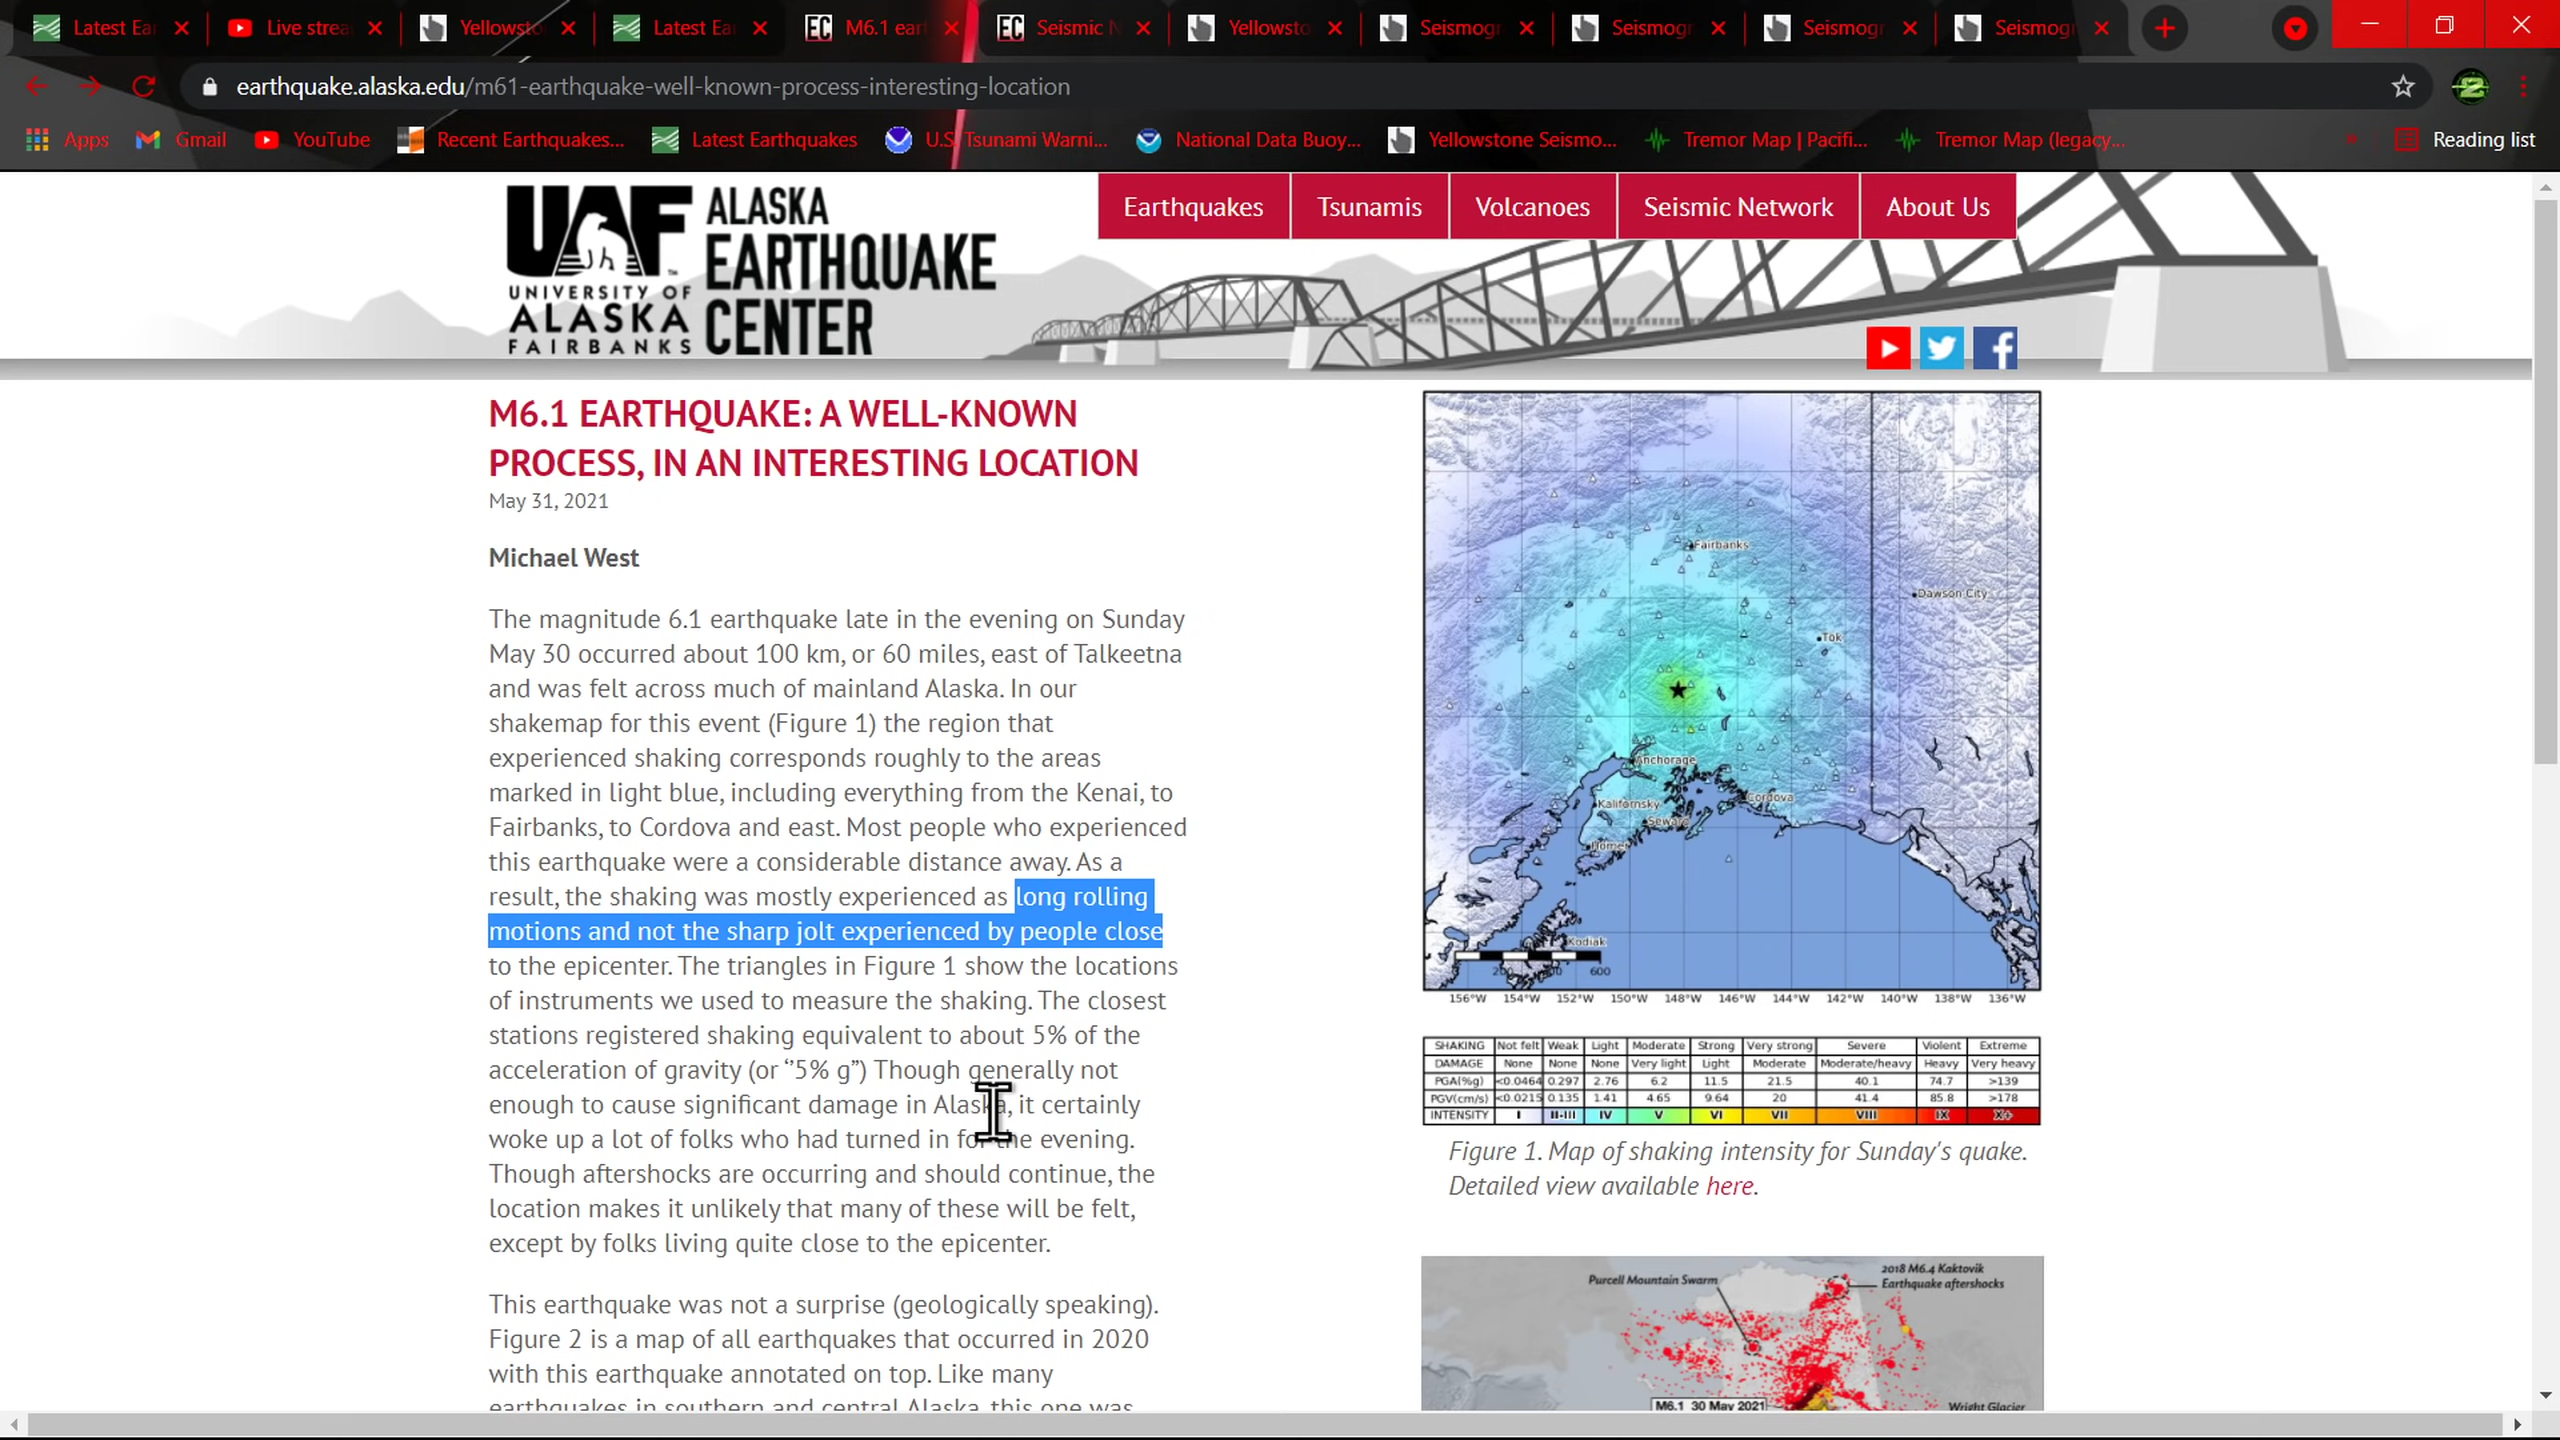 Latest Ea
Live strea
Yellowsto
Latest Ea
M6.1 eart
Seismic N
Yellowsto
Seismogr
Seismogr
Seismogr
Seismogr
earthquake.alaska.edu/m61-earthquake-well-known-process-interesting-location
Apps
Gmail
YouTube
Recent Earthquakes...
Latest Earthquakes
U.S. Tsunami Warni...
National Data Buoy...
Yellowstone Seismo...
Tremor Map | Pacifi...
Tremor Map (legacy...
Reading list
UAF
UNIVERSITY OF
ALASKA
FAIRBANKS
ALASKA
EARTHQUAKE
CENTER
Earthquakes
Tsunamis
Volcanoes
Seismic Network
About Us
M6.1 EARTHQUAKE: A WELL-KNOWN
PROCESS, IN AN INTERESTING LOCATION
May 31, 2021
Michael West
The magnitude 6.1 earthquake late in the evening on Sunday
May 30 occurred about 100 km, or 60 miles, east of Talkeetna
and was felt across much of mainland Alaska. In our
shakemap for this event (Figure 1) the region that
experienced shaking corresponds roughly to the areas
marked in light blue, including everything from the Kenai, to
Fairbanks, to Cordova and east. Most people who experienced
this earthquake were a considerable distance away. As a
result, the shaking was mostly experienced as long rolling
motions and not the sharp jolt experienced by people close
to the epicenter. The triangles in Figure 1 show the locations
of instruments we used to measure the shaking. The closest
stations registered shaking equivalent to about 5% of the
acceleration of gravity (or “5% g”) Though generally not
enough to cause significant damage in Alaska, it certainly
woke up a lot of folks who had turned in for the evening.
Though aftershocks are occurring and should continue, the
location makes it unlikely that many of these will be felt,
except by folks living quite close to the epicenter.
This earthquake was not a surprise (geologically speaking).
Figure 2 is a map of all earthquakes that occurred in 2020
with this earthquake annotated on top. Like many
earthquakes in southern and central Alaska, this one was
Fairbanks
Dawson City
Tok
Anchorage
Kalifornsky
Cordova
Seward
Homer
Kodiak
600
156°W 154°W 152°W 150°W 148°W 146°W 144°W 142°W 140°W 138°W 136°W
SHAKING Not felt Weak Light Moderate Strong Very strong Severe Violent Extreme
DAMAGE None None None Very light Light Moderate Moderate/heavy Heavy Very heavy
PGA(%g) <0.0464 0.297 2.76 6.2 11.5 21.5 40.1 74.7 >139
PGV(cm/s) <0.0215 0.135 1.41 4.65 9.64 20 41.4 85.8 >178
INTENSITY I II-III IV V VI VII VIII IX X+
Figure 1. Map of shaking intensity for Sunday's quake.
Detailed view available here.
Purcell Mountain Swarm
2018 M6.4 Kaktovik
Earthquake aftershocks
M6.1 30 May 2021
Wright Glacier